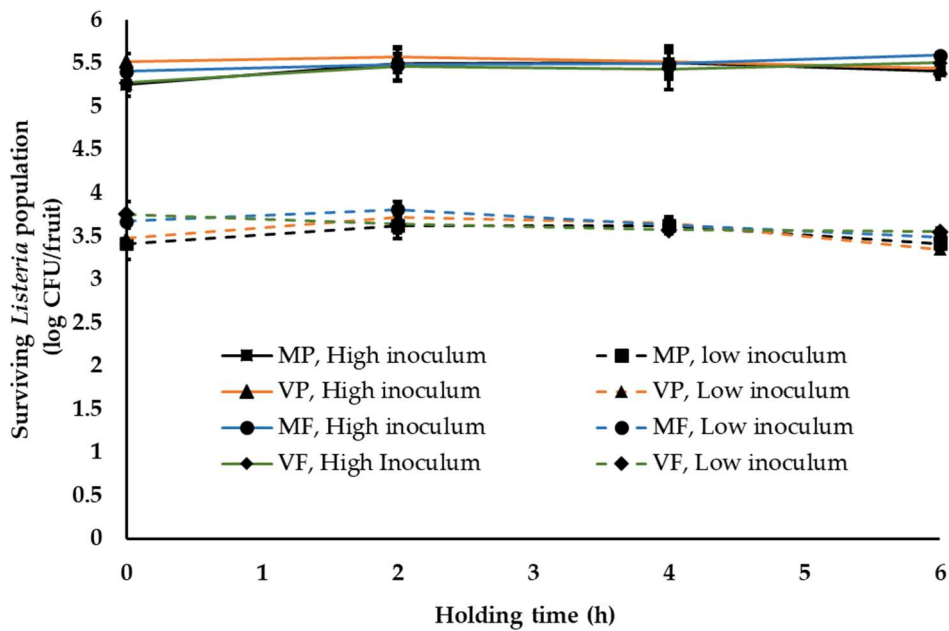 6
5.5
5
4.5
4
3.5
3
2.5
2
1.5
1
0.5
0
Surviving Listeria population
(log CFU/fruit)
MP, High inoculum
MP, low inoculum
VP, High inoculum
VP, Low inoculum
MF, High inoculum
MF, Low inoculum
VF, High Inoculum
VF, Low inoculum
0 1 2 3 4 5 6
Holding time (h)